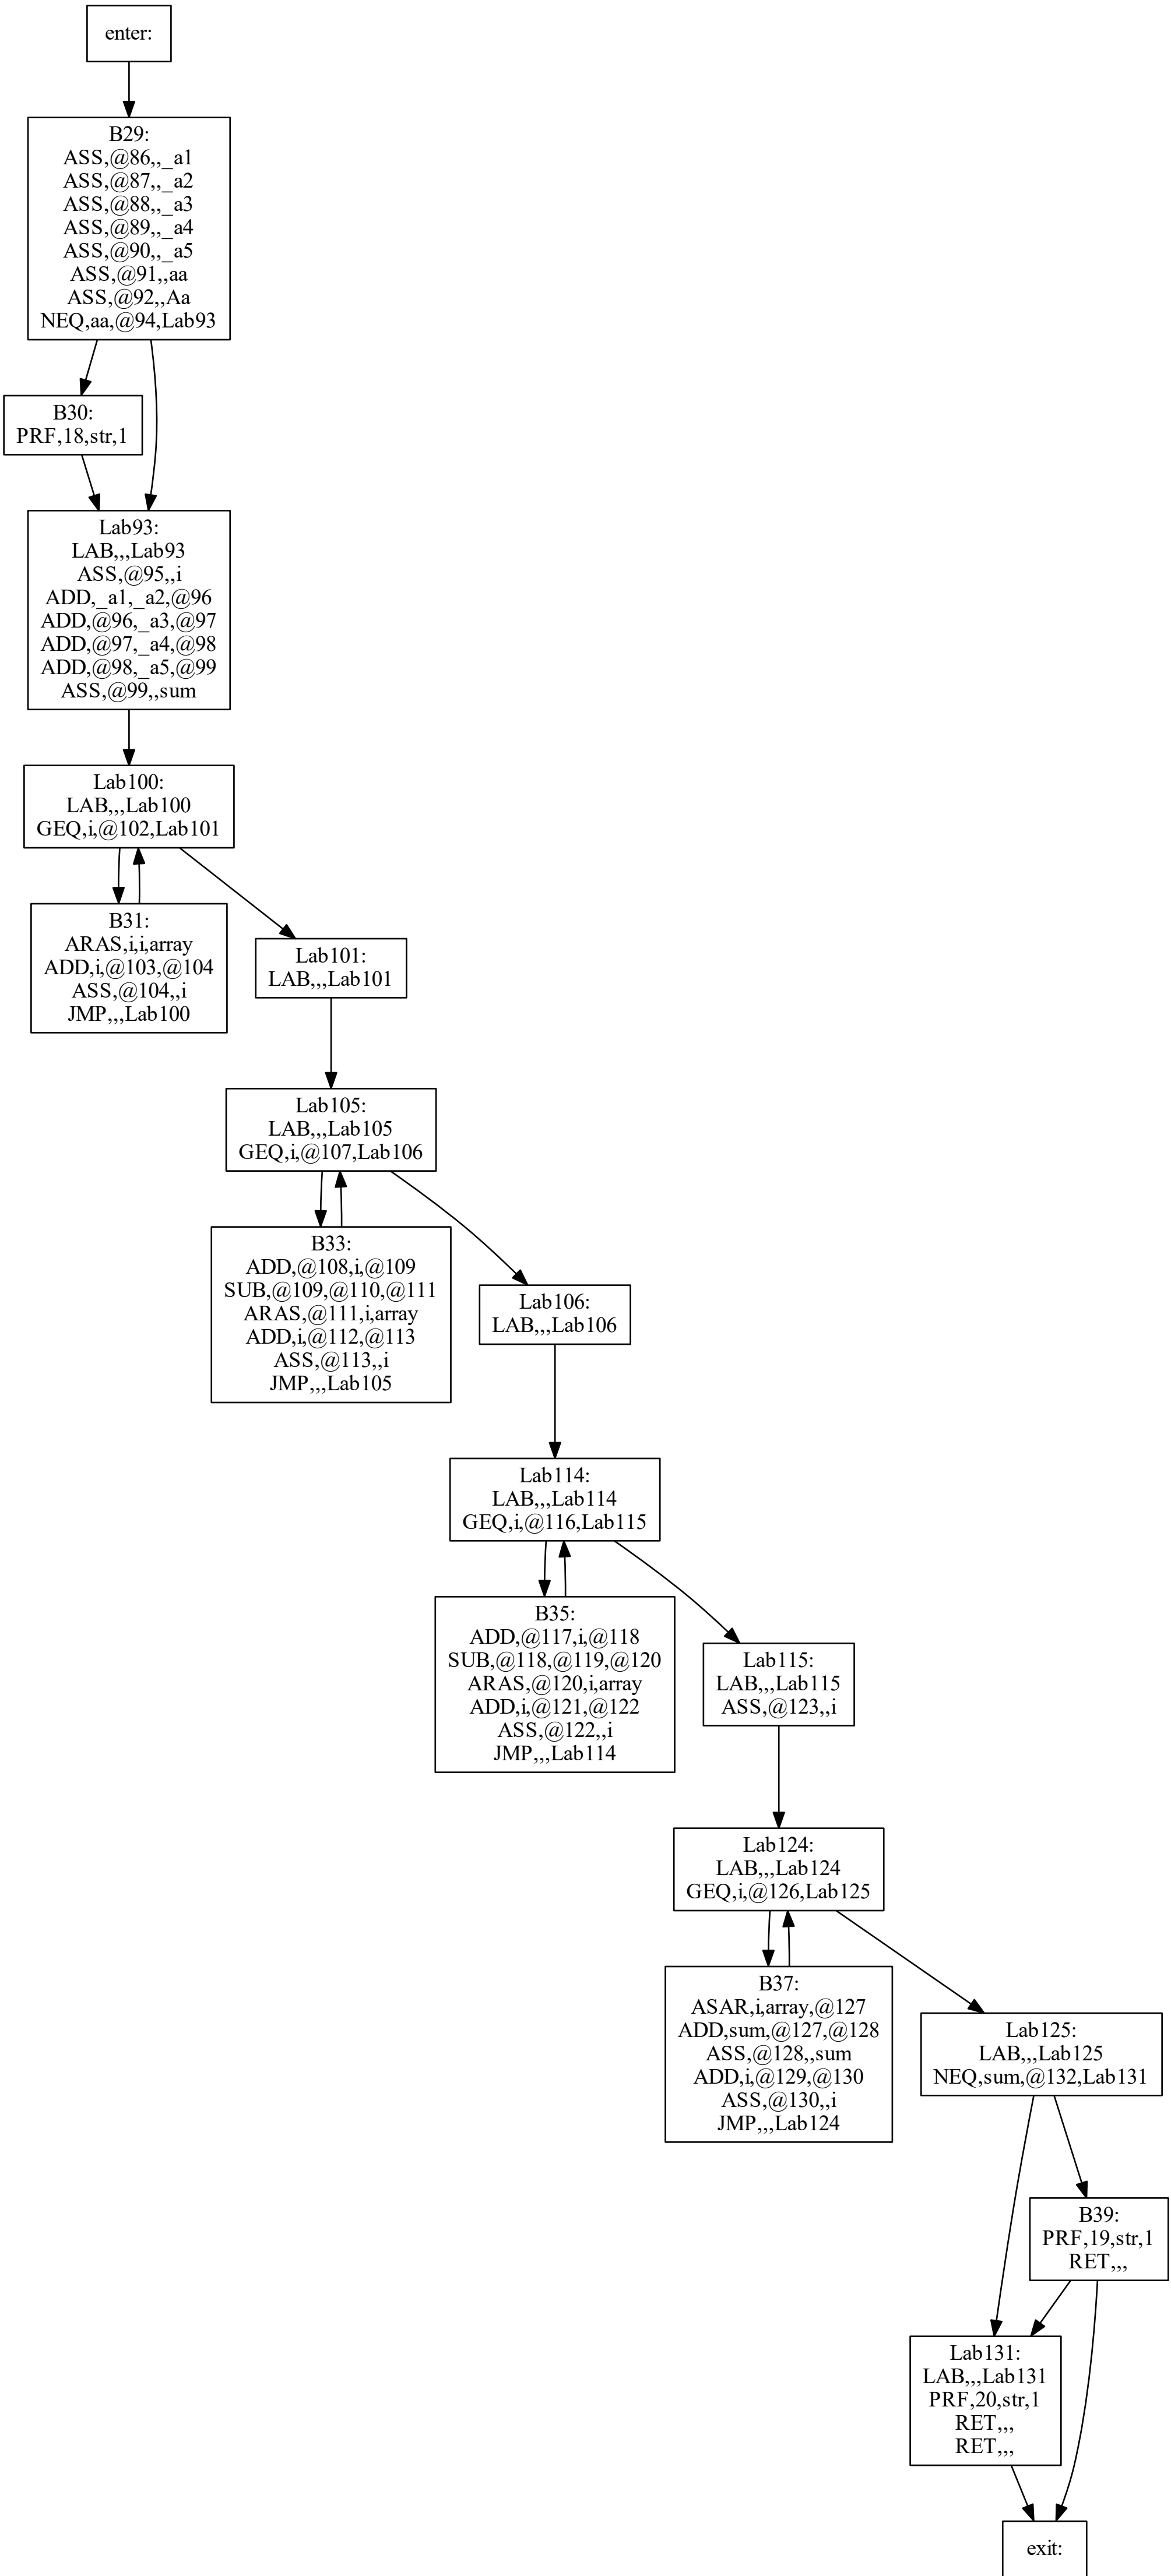 enter:
B29:
ASS,@86,,_a1
ASS,@87,,_a2
ASS,@88,,_a3
ASS,@89,,_a4
ASS,@90,,_a5
ASS,@91,,aa
ASS,@92,,Aa
NEQ,aa,@94,Lab93
B30:
PRF,18,str,1
Lab93:
LAB,,,Lab93
ASS,@95,,i
ADD,_a1,_a2,@96
ADD,@96,_a3,@97
ADD,@97,_a4,@98
ADD,@98,_a5,@99
ASS,@99,,sum
Lab100:
LAB,,,Lab100
GEQ,i,@102,Lab101
B31:
ARAS,i,i,array
ADD,i,@103,@104
ASS,@104,,i
JMP,,,Lab100
Lab101:
LAB,,,Lab101
Lab105:
LAB,,,Lab105
GEQ,i,@107,Lab106
B33:
ADD,@108,i,@109
SUB,@109,@110,@111
ARAS,@111,i,array
ADD,i,@112,@113
ASS,@113,,i
JMP,,,Lab105
Lab106:
LAB,,,Lab106
Lab114:
LAB,,,Lab114
GEQ,i,@116,Lab115
B35:
ADD,@117,i,@118
SUB,@118,@119,@120
ARAS,@120,i,array
ADD,i,@121,@122
ASS,@122,,i
JMP,,,Lab114
Lab115:
LAB,,,Lab115
ASS,@123,,i
Lab124:
LAB,,,Lab124
GEQ,i,@126,Lab125
B37:
ASAR,i,array,@127
ADD,sum,@127,@128
ASS,@128,,sum
ADD,i,@129,@130
ASS,@130,,i
JMP,,,Lab124
Lab125:
LAB,,,Lab125
NEQ,sum,@132,Lab131
B39:
PRF,19,str,1
RET,,,
Lab131:
LAB,,,Lab131
PRF,20,str,1
RET,,,
RET,,,
exit: